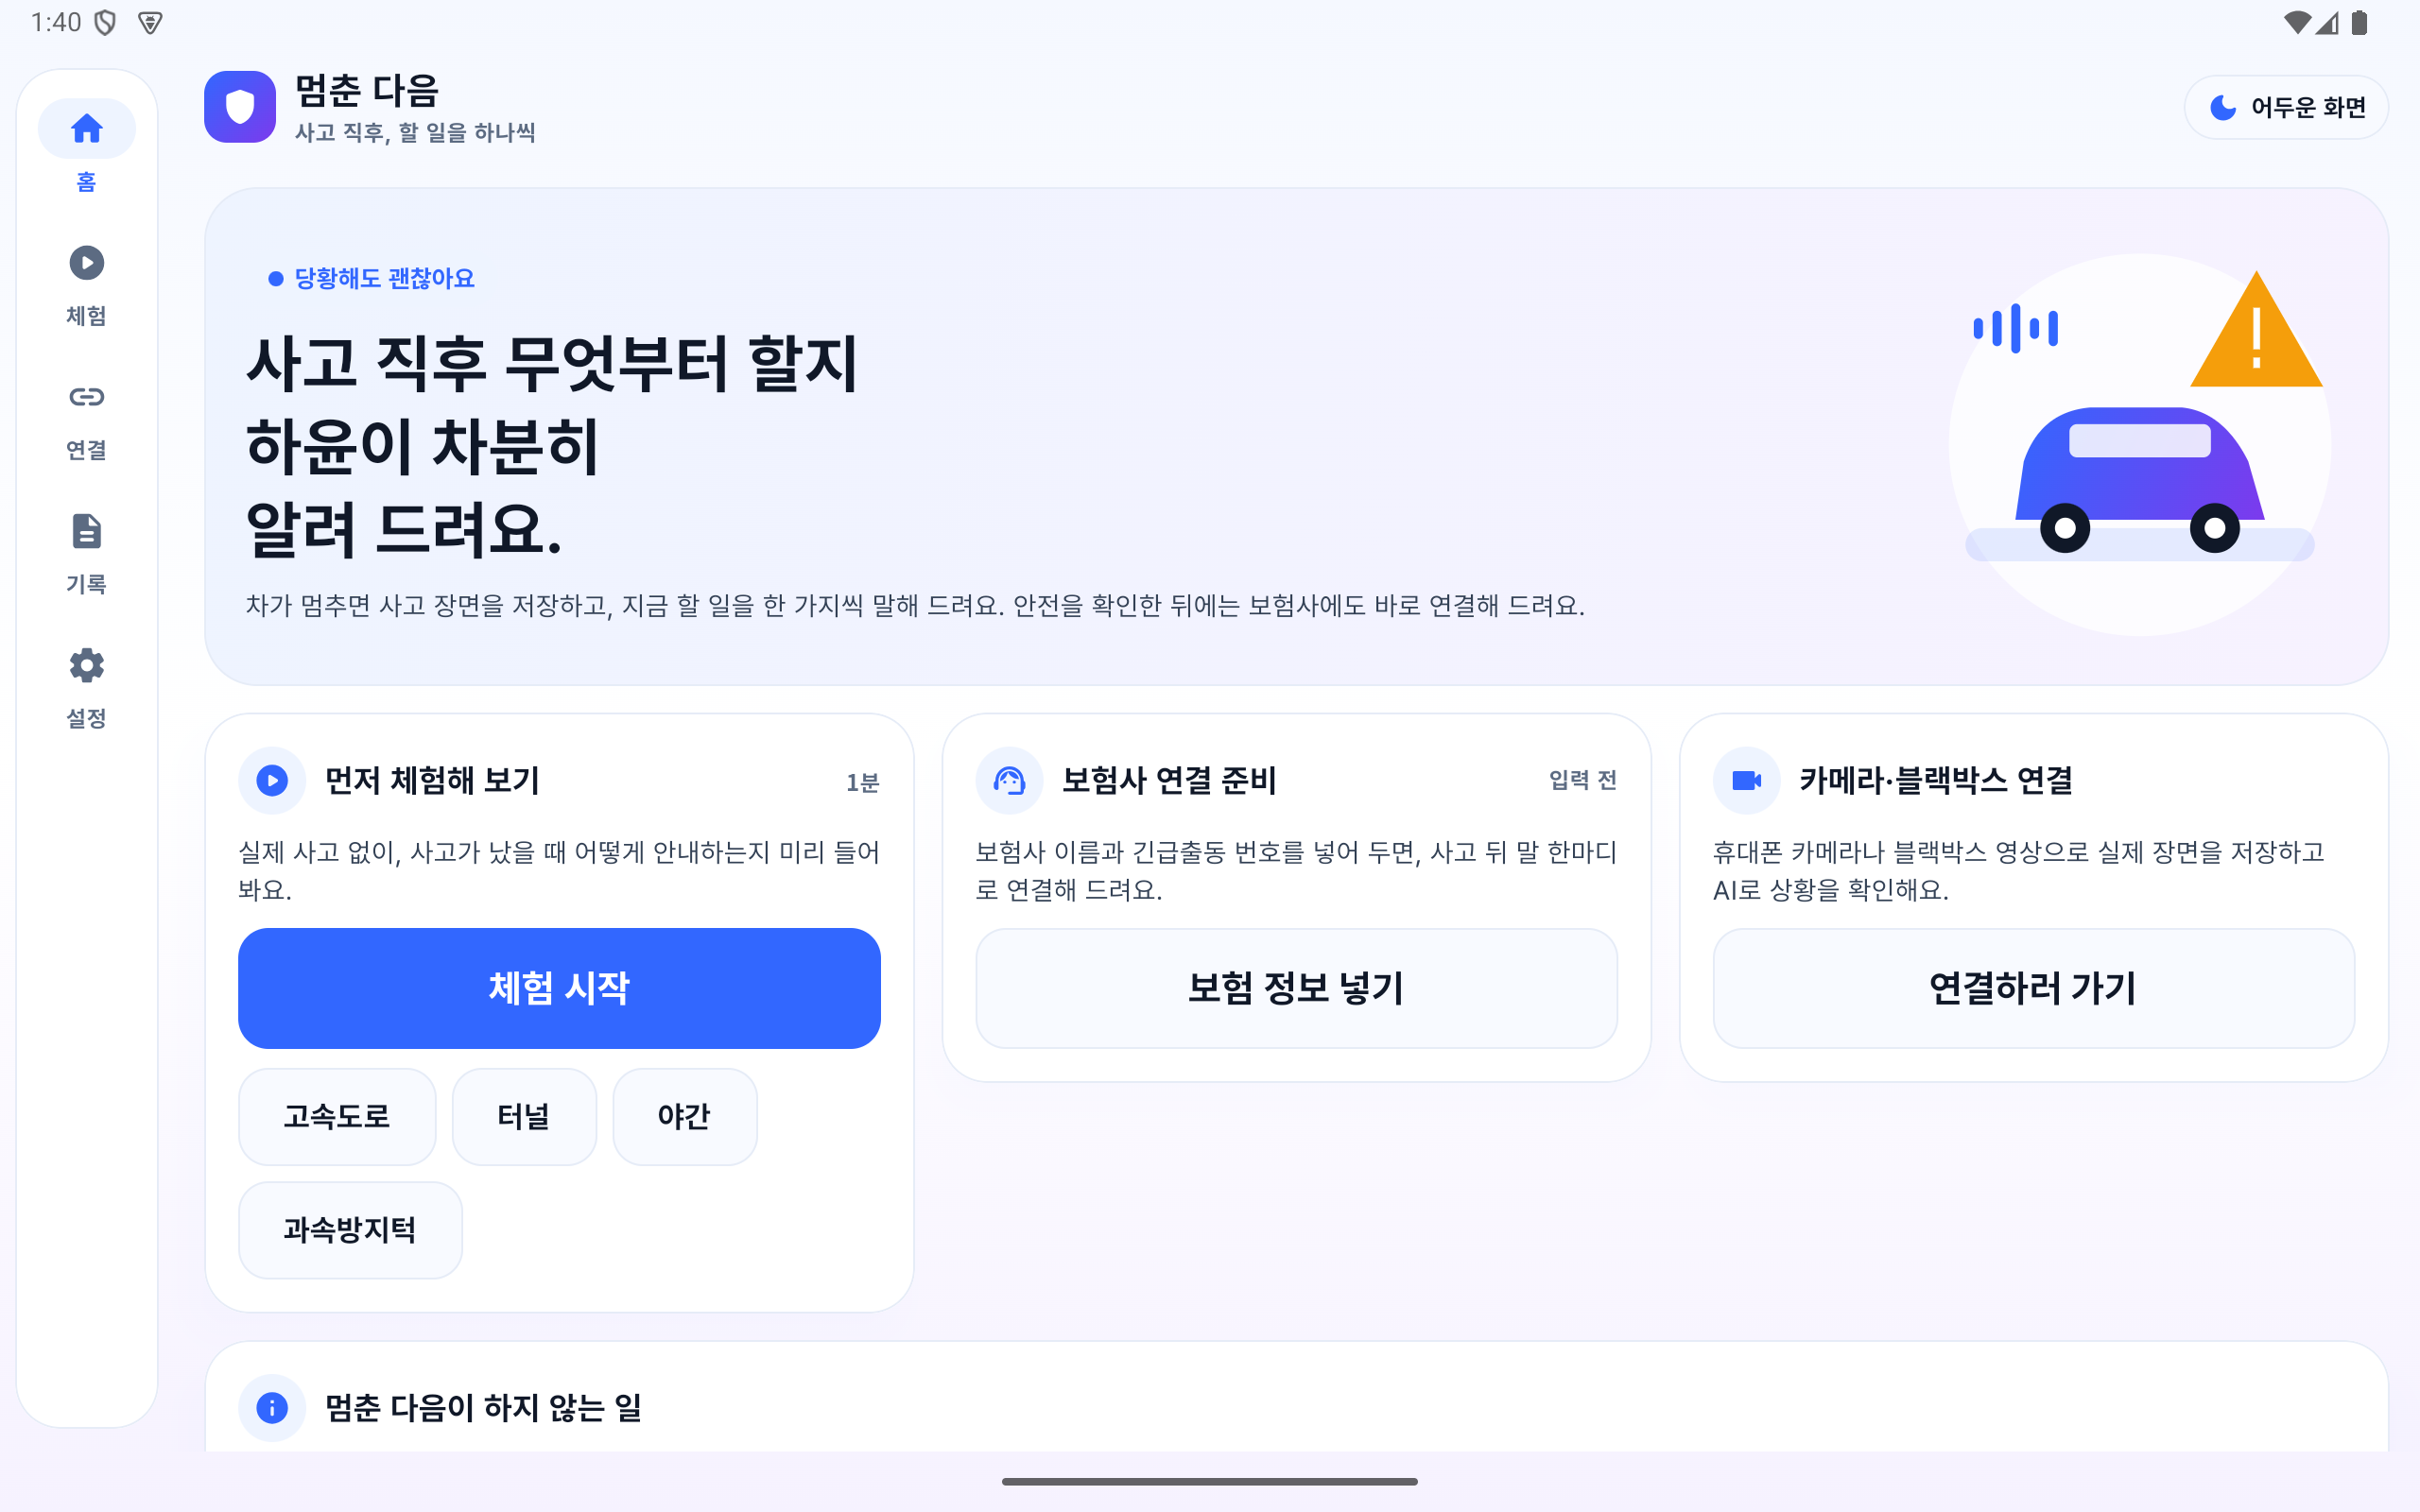 1:40
멈춘 다음
사고 직후, 할 일을 하나씩
어두운 화면
홈
체험
연결
기록
설정
당황해도 괜찮아요
사고 직후 무엇부터 할지
하윤이 차분히
알려 드려요.
차가 멈추면 사고 장면을 저장하고, 지금 할 일을 한 가지씩 말해 드려요. 안전을 확인한 뒤에는 보험사에도 바로 연결해 드려요.
먼저 체험해 보기
1분
실제 사고 없이, 사고가 났을 때 어떻게 안내하는지 미리 들어
봐요.
체험 시작
고속도로
터널
야간
과속방지턱
보험사 연결 준비
입력 전
보험사 이름과 긴급출동 번호를 넣어 두면, 사고 뒤 말 한마디
로 연결해 드려요.
보험 정보 넣기
카메라·블랙박스 연결
휴대폰 카메라나 블랙박스 영상으로 실제 장면을 저장하고
AI로 상황을 확인해요.
연결하러 가기
멈춘 다음이 하지 않는 일